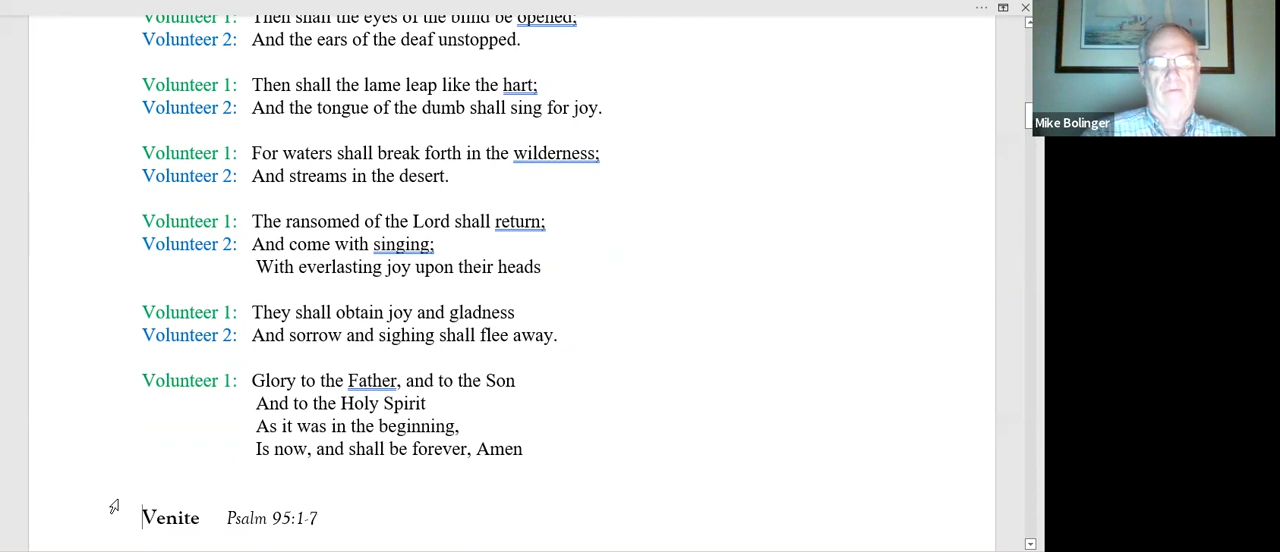 Volunteer 1: Then shall the eyes of the blind be opened;
Volunteer 2: And the ears of the deaf unstopped.
Volunteer 1: Then shall the lame leap like the hart;
Volunteer 2: And the tongue of the dumb shall sing for joy.
Volunteer 1: For waters shall break forth in the wilderness;
Volunteer 2: And streams in the desert.
Volunteer 1: The ransomed of the Lord shall return;
Volunteer 2: And come with singing;
With everlasting joy upon their heads
Volunteer 1: They shall obtain joy and gladness
Volunteer 2: And sorrow and sighing shall flee away.
Volunteer 1: Glory to the Father, and to the Son
And to the Holy Spirit
As it was in the beginning,
Is now, and shall be forever, Amen
Venite Psalm 95:1-7
Mike Bolinger